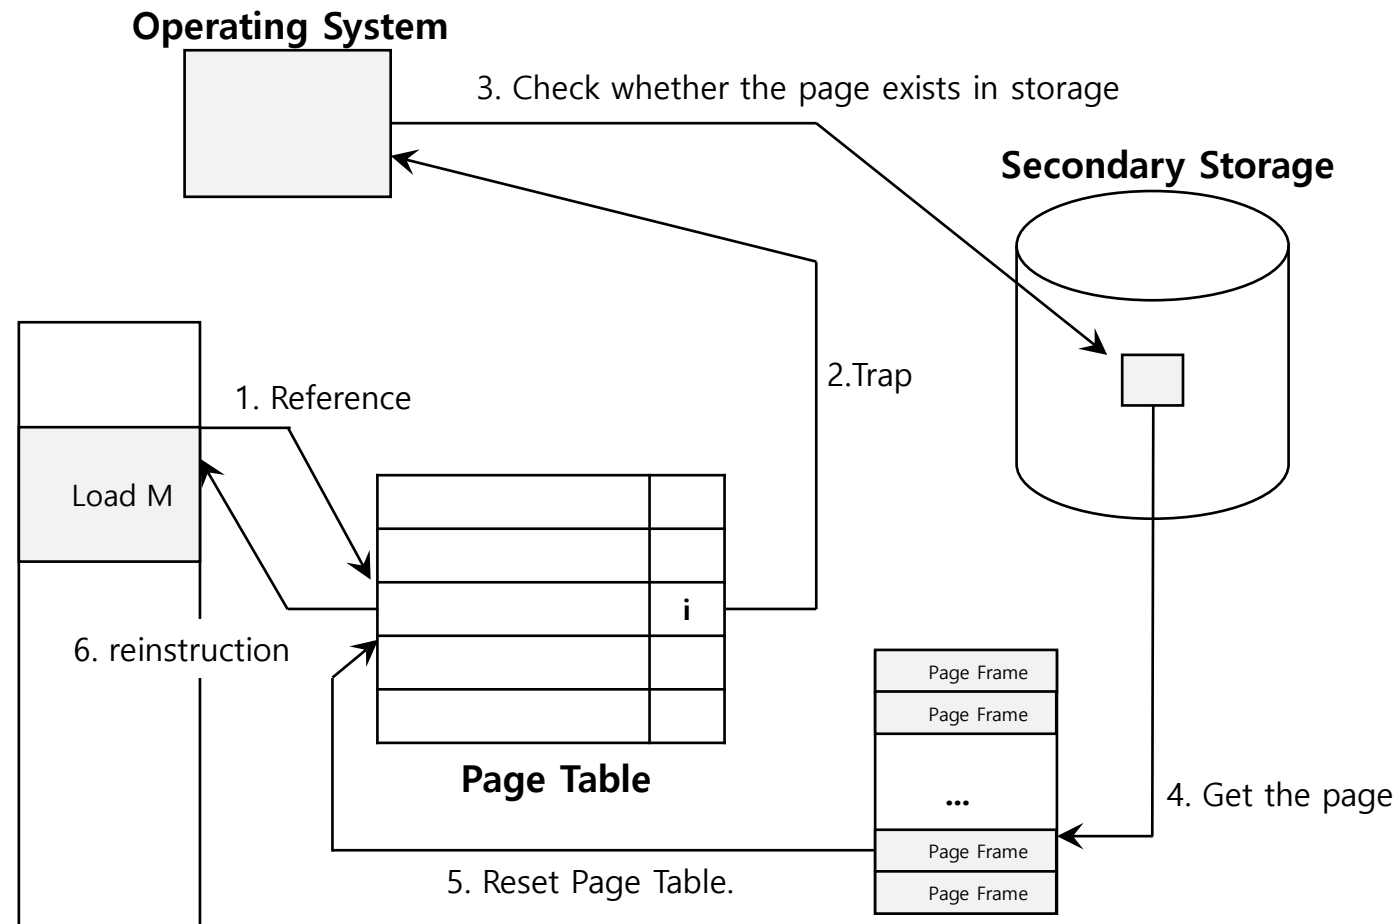 Operating System
3. Check whether the page exists in storage
Secondary Storage
2.Trap
1. Reference
Load M
i
6. reinstruction
Page Frame
Page Frame
Page Table
...
4. Get the page
Page Frame
5. Reset Page Table.
Page Frame